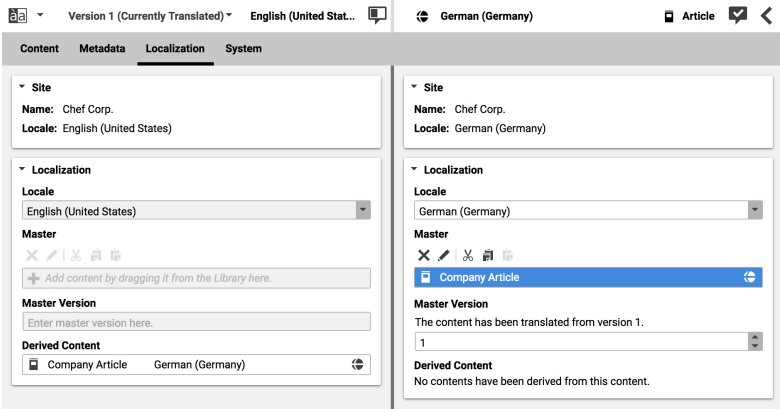 àa Version 1 (Currently Translated) English (United Stat...
German (Germany) Article
Content Metadata Localization System
Site
Name: Chef Corp.
Locale: English (United States)
Localization
Locale
English (United States)
Master
Add content by dragging it from the Library here.
Master Version
Enter master version here.
Derived Content
Company Article German (Germany)
Site
Name: Chef Corp.
Locale: German (Germany)
Localization
Locale
German (Germany)
Master
Company Article
Master Version
The content has been translated from version 1.
1
Derived Content
No contents have been derived from this content.